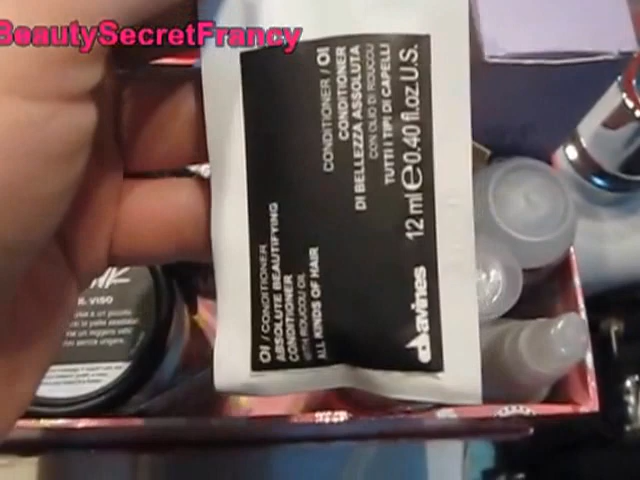 BeautySecretFrancy
OI / CONDITIONER
ABSOLUTE BEAUTIFYING
CONDITIONER
WITH ROUCOU OIL
ALL KINDS OF HAIR
CONDITIONER / OI
CONDITIONER
DI BELLEZZA ASSOLUTA
CON OLIO DI ROUCOU
TUTTI I TIPI DI CAPELLI
12 ml ℮ 0.40 fl.oz.U.S.
davines
VISO